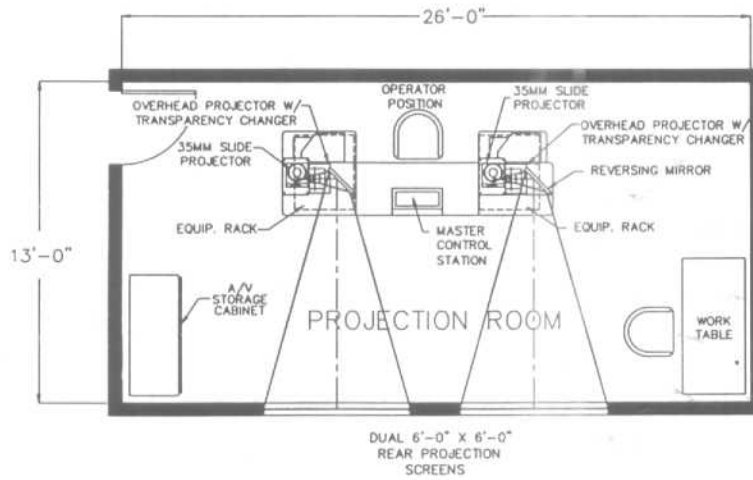 26'-0"
OPERATOR
POSITION
35MM SLIDE
PROJECTOR
OVERHEAD PROJECTOR W/
TRANSPARENCY CHANGER
OVERHEAD PROJECTOR W/
TRANSPARENCY CHANGER
35MM SLIDE
PROJECTOR
REVERSING MIRROR
EQUIP. RACK
MASTER
CONTROL
STATION
EQUIP. RACK
13'-0"
A/V
STORAGE
CABINET
PROJECTION ROOM
WORK
TABLE
DUAL 6'-0" X 6'-0"
REAR PROJECTION
SCREENS